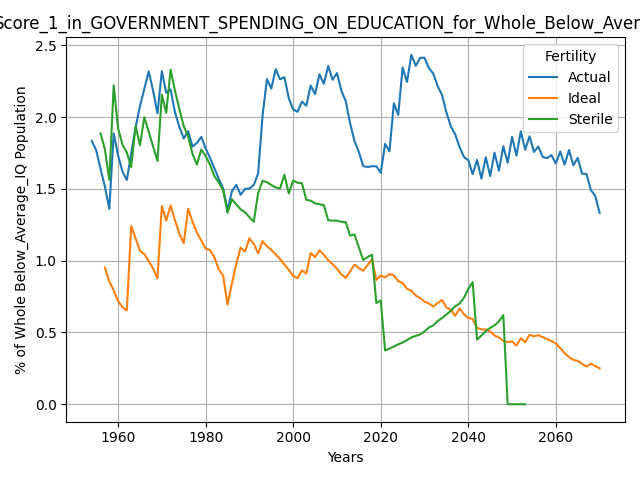 Score_1_in_GOVERNMENT_SPENDING_ON_EDUCATION_for_Whole_Below_Aver
Fertility
Actual
Ideal
Sterile
% of Whole Below_Average_IQ Population
2.5
2.0
1.5
1.0
0.5
0.0
1960 1980 2000 2020 2040 2060
Years